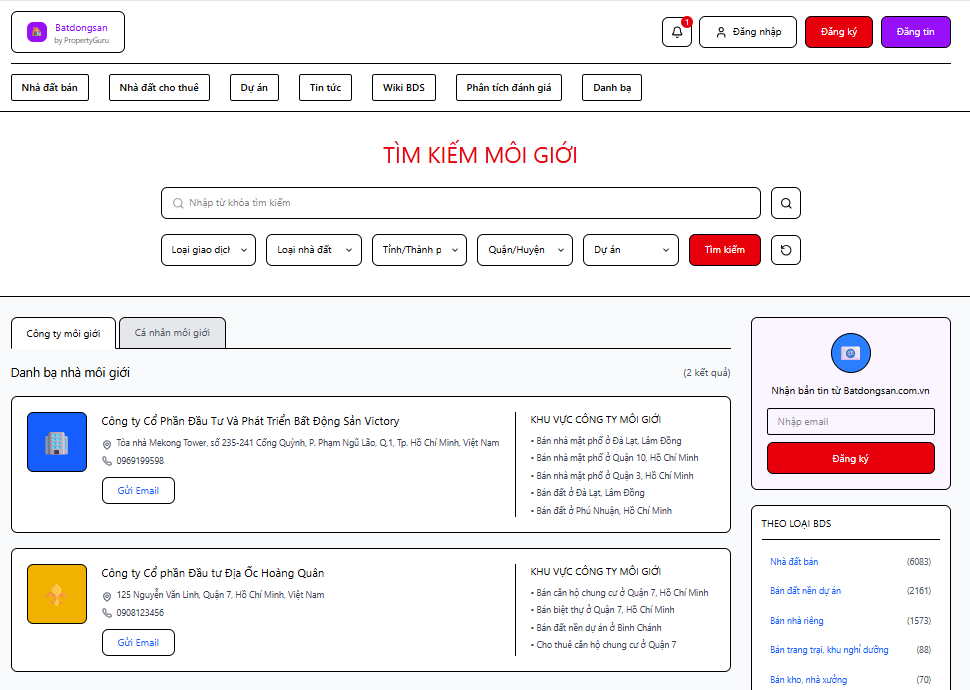 Batdongsan
by PropertyGuru
1
Đăng nhập
Đăng ký
Đăng tin
Nhà đất bán
Nhà đất cho thuê
Dự án
Tin tức
Wiki BDS
Phân tích đánh giá
Danh bạ
TÌM KIẾM MÔI GIỚI
Nhập từ khóa tìm kiếm
Loại giao dịch
Loại nhà đất
Tỉnh/Thành p
Quận/Huyện
Dự án
Tìm kiếm
Công ty môi giới
Cá nhân môi giới
Danh bạ nhà môi giới
(2 kết quả)
Công ty Cổ Phần Đầu Tư Và Phát Triển Bất Động Sản Victory
Tòa nhà Mekong Tower, số 235-241 Cống Quỳnh, P. Phạm Ngũ Lão, Q.1, Tp. Hồ Chí Minh, Việt Nam
0969199598
Gửi Email
KHU VỰC CÔNG TY MÔI GIỚI
• Bán nhà mặt phố ở Đà Lạt, Lâm Đồng
• Bán nhà mặt phố ở Quận 10, Hồ Chí Minh
• Bán nhà mặt phố ở Quận 3, Hồ Chí Minh
• Bán đất ở Đà Lạt, Lâm Đồng
• Bán đất ở Phú Nhuận, Hồ Chí Minh
Công ty Cổ phần Đầu tư Địa Ốc Hoàng Quân
125 Nguyễn Văn Linh, Quận 7, Hồ Chí Minh, Việt Nam
0908123456
Gửi Email
KHU VỰC CÔNG TY MÔI GIỚI
• Bán căn hộ chung cư ở Quận 7, Hồ Chí Minh
• Bán biệt thự ở Quận 7, Hồ Chí Minh
• Bán đất nền dự án ở Bình Chánh
• Cho thuê căn hộ chung cư ở Quận 7
Nhận bản tin từ Batdongsan.com.vn
Nhập email
Đăng ký
THEO LOẠI BDS
Nhà đất bán (6083)
Bán đất nền dự án (2161)
Bán nhà riêng (1573)
Bán trang trại, khu nghỉ dưỡng (88)
Bán kho, nhà xưởng (70)